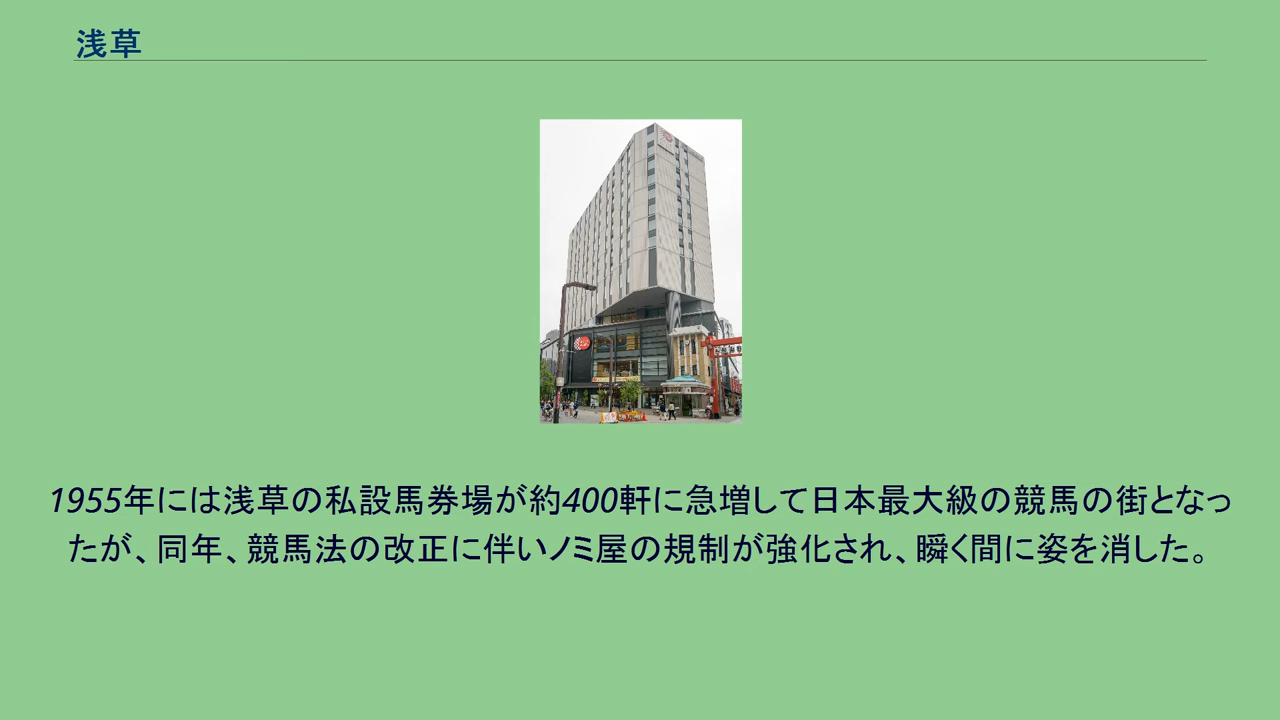 浅草
1955年には浅草の私設馬券場が約400軒に急増して日本最大級の競馬の街となっ
たが、同年、競馬法の改正に伴いノミ屋の規制が強化され、瞬く間に姿を消した。